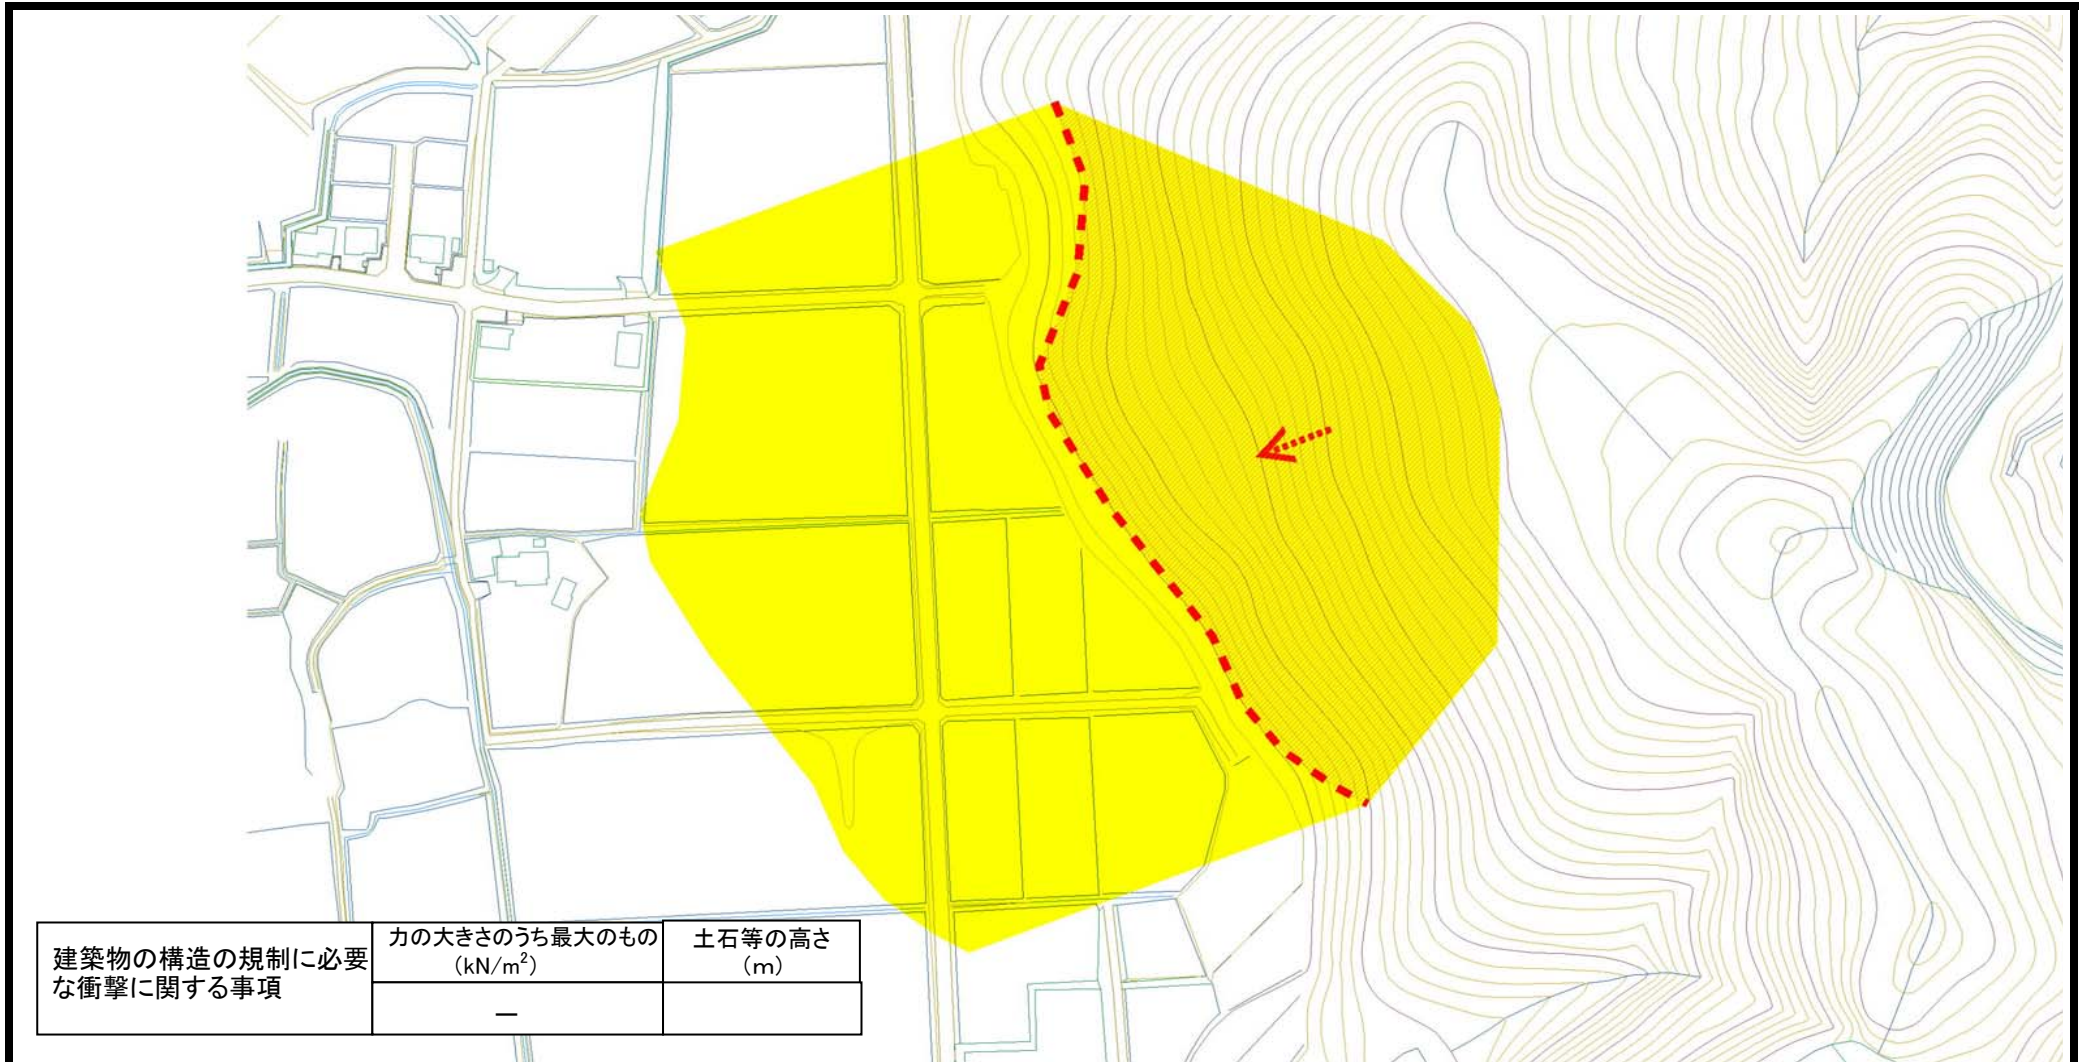 建築物の構造の規制に必要
な衝撃に関する事項
力の大きさのうち最大のもの
(kN/m²)
土石等の高さ
(m)
―